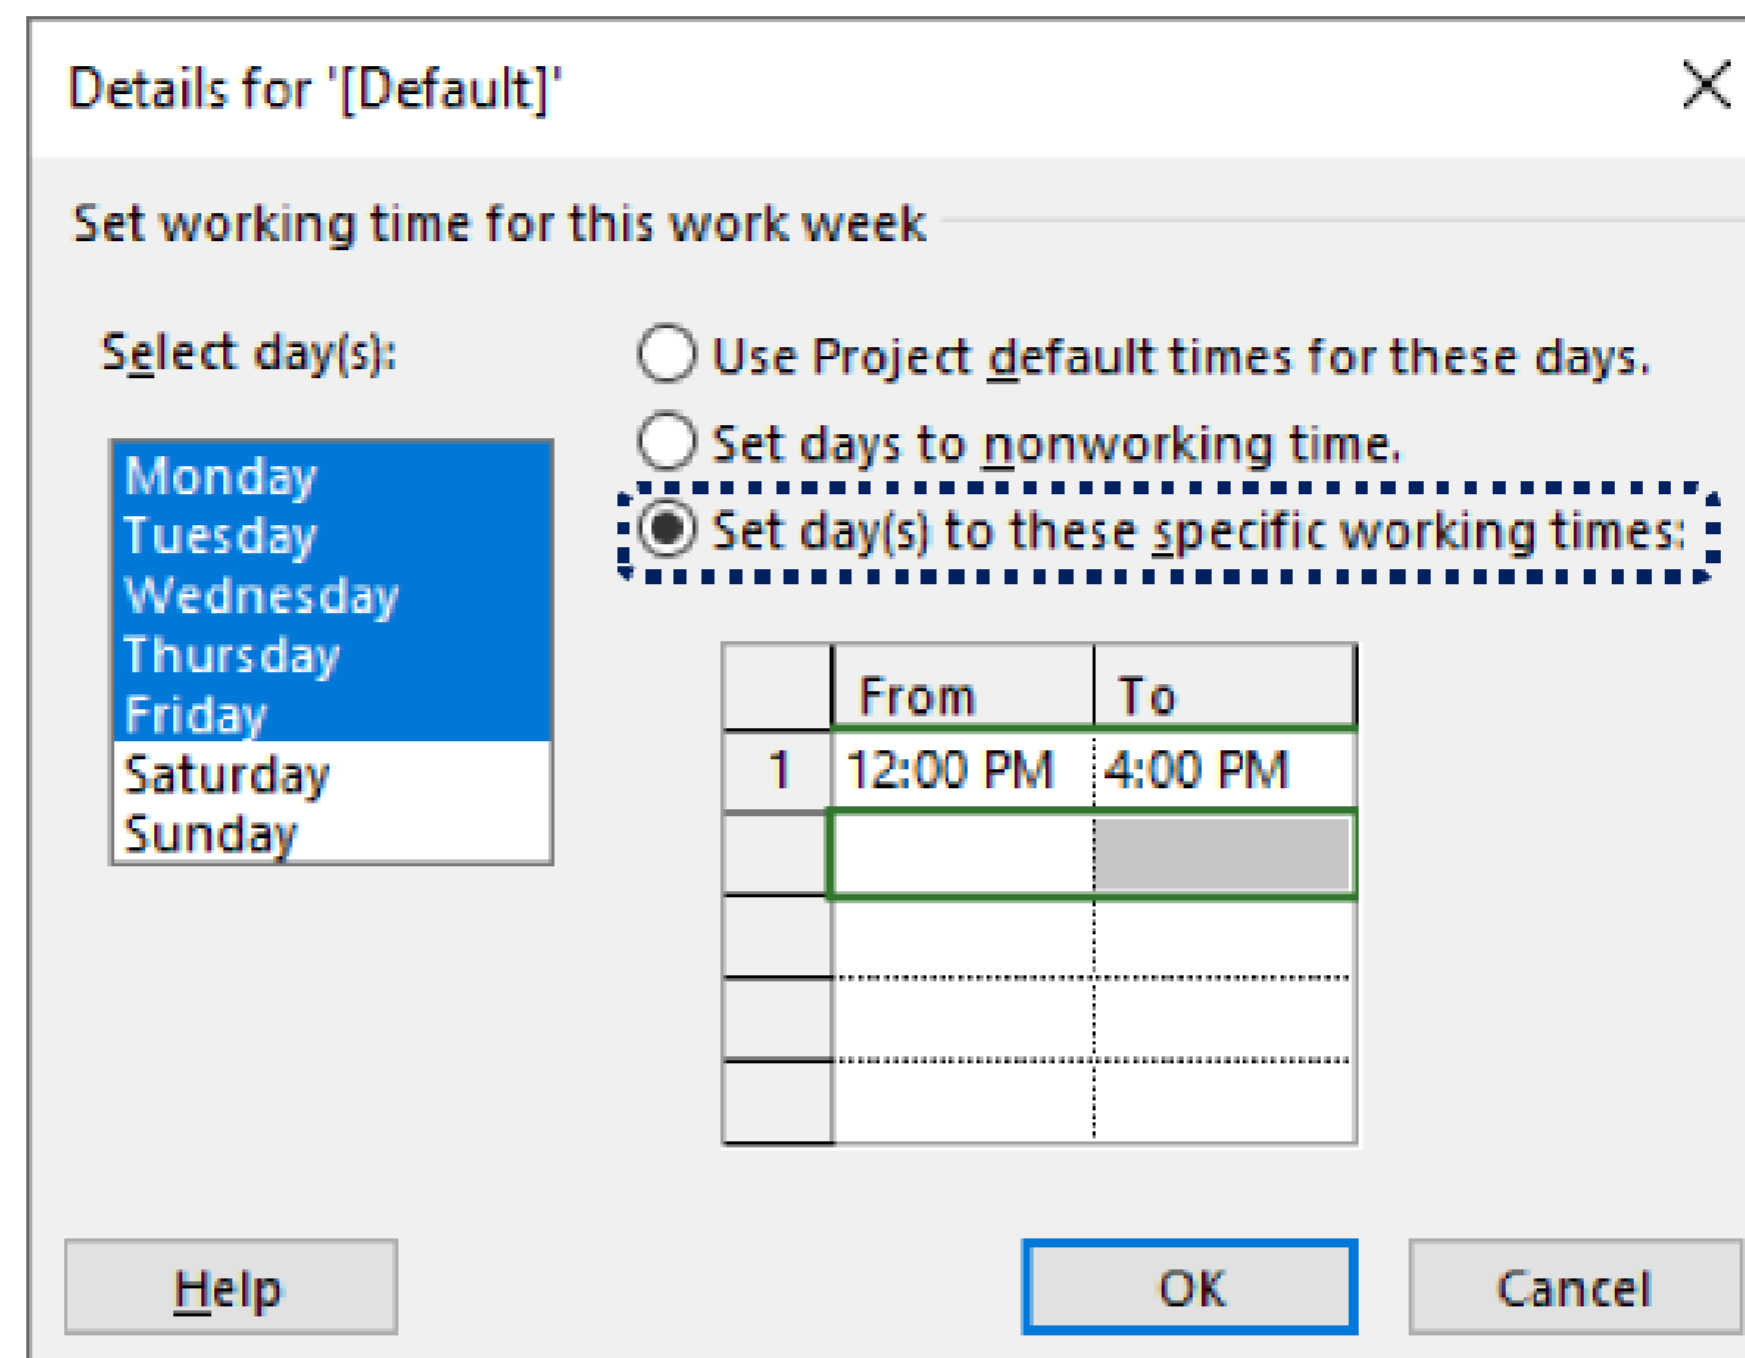 Details for '[Default]'
Set working time for this work week
Select day(s):
Use Project default times for these days.
Set days to nonworking time.
Set day(s) to these specific working times:
Monday
Tuesday
Wednesday
Thursday
Friday
Saturday
Sunday
From To
1 12:00 PM 4:00 PM
Help OK Cancel